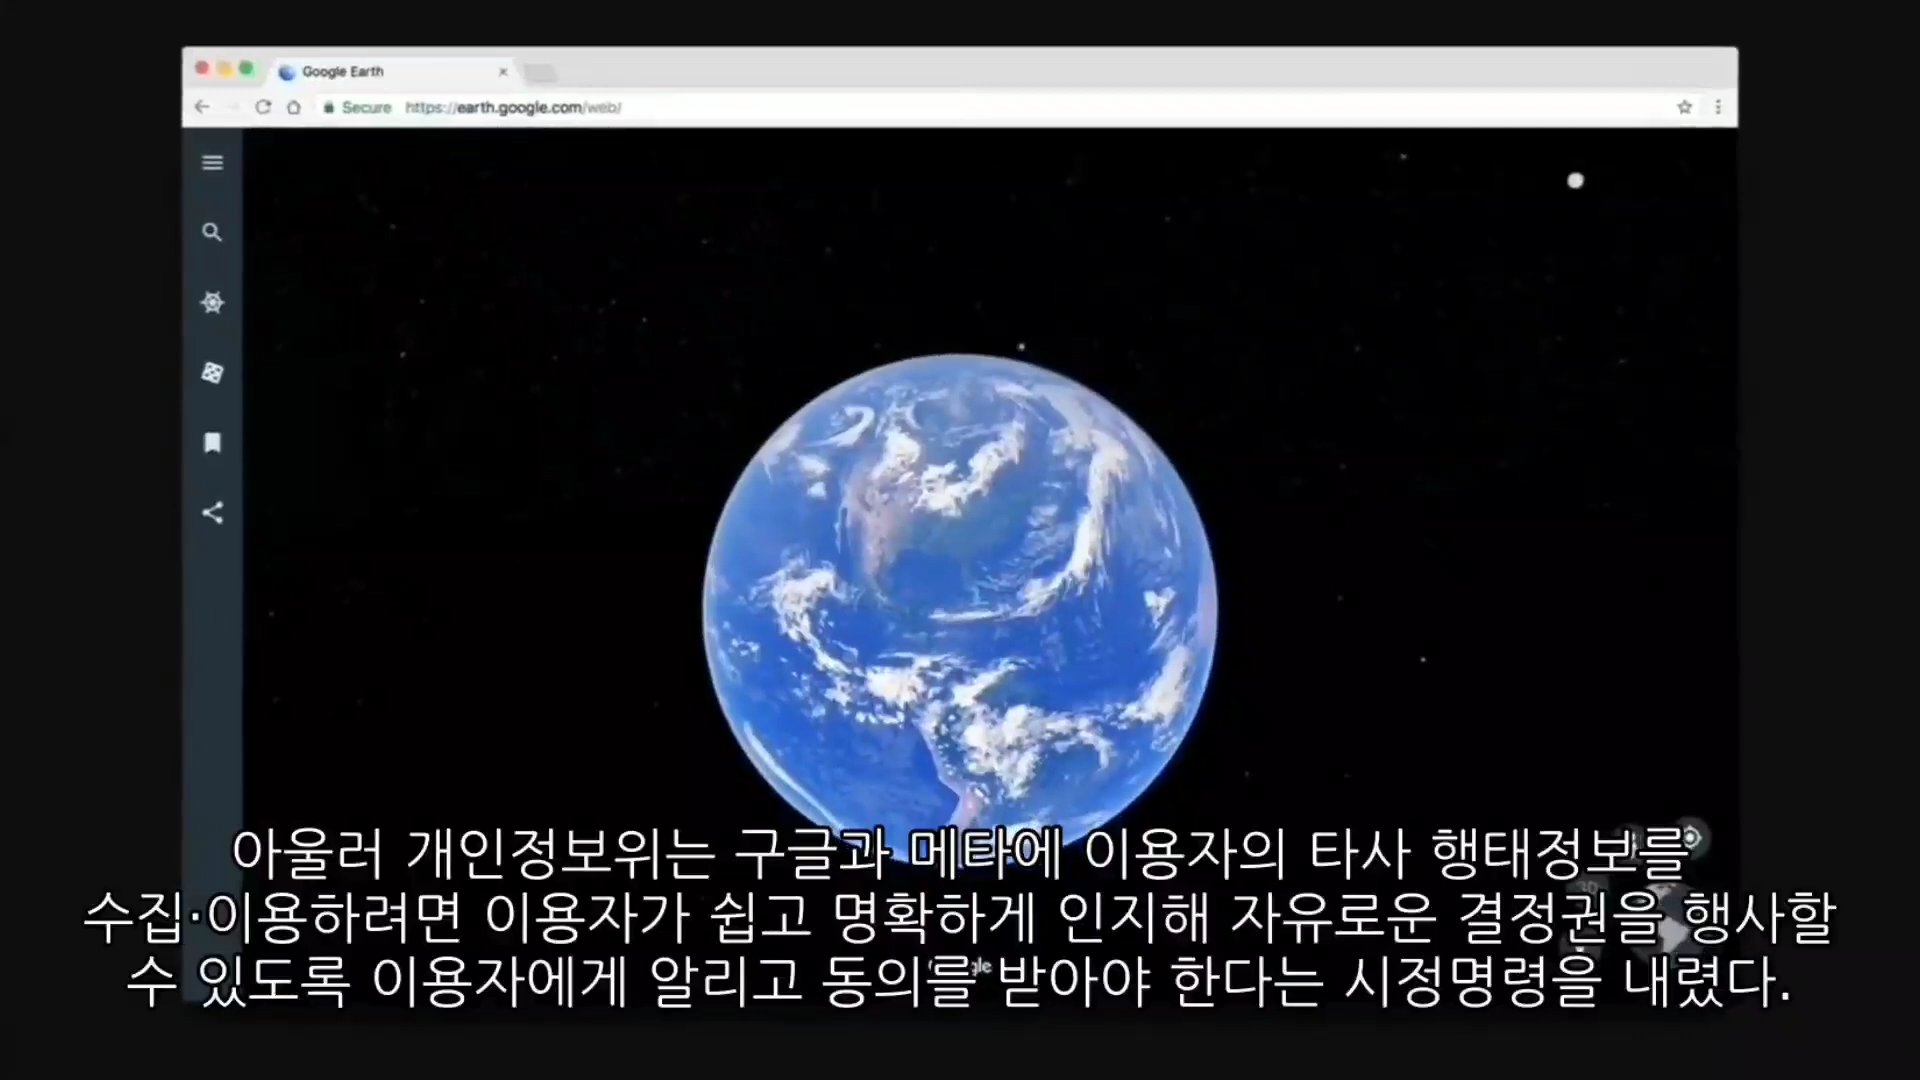 Google Earth
Secure https://earth.google.com/web/
아울러 개인정보위는 구글과 메타에 이용자의 타사 행태정보를
수집·이용하려면 이용자가 쉽고 명확하게 인지해 자유로운 결정권을 행사할
수 있도록 이용자에게 알리고 동의를 받아야 한다는 시정명령을 내렸다.